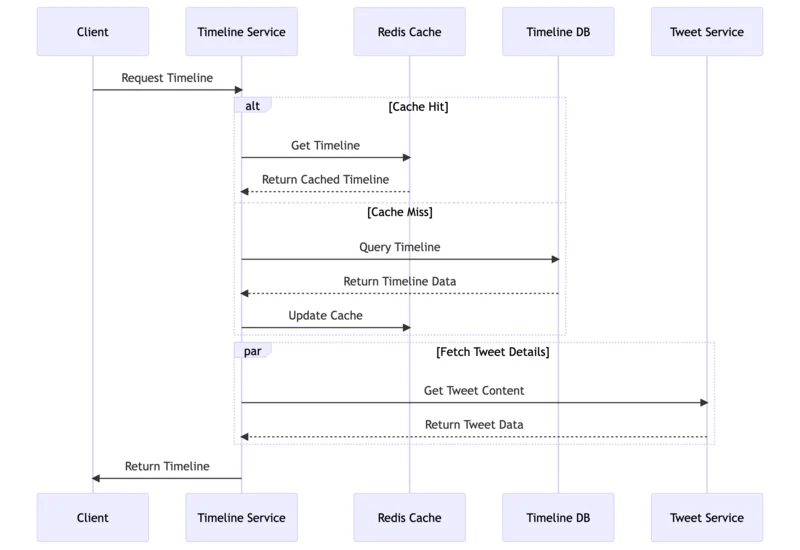 Client
Timeline Service
Redis Cache
Timeline DB
Tweet Service
Request Timeline
alt
[Cache Hit]
Get Timeline
Return Cached Timeline
[Cache Miss]
Query Timeline
Return Timeline Data
Update Cache
par
[Fetch Tweet Details]
Get Tweet Content
Return Tweet Data
Return Timeline
Client
Timeline Service
Redis Cache
Timeline DB
Tweet Service